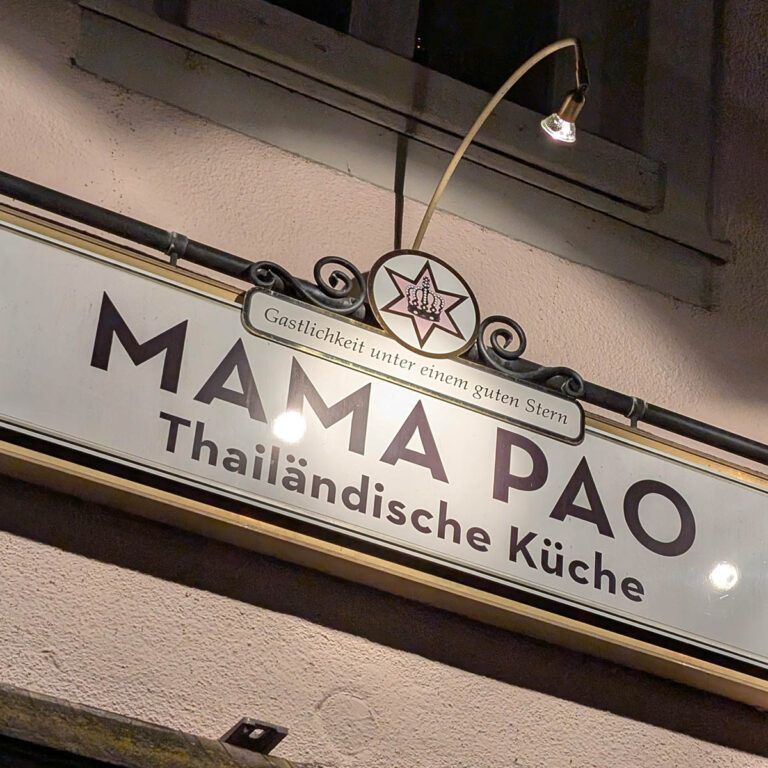 Gastlichkeit unter einem guten Stern
MAMA PAO
Thailändische Küche